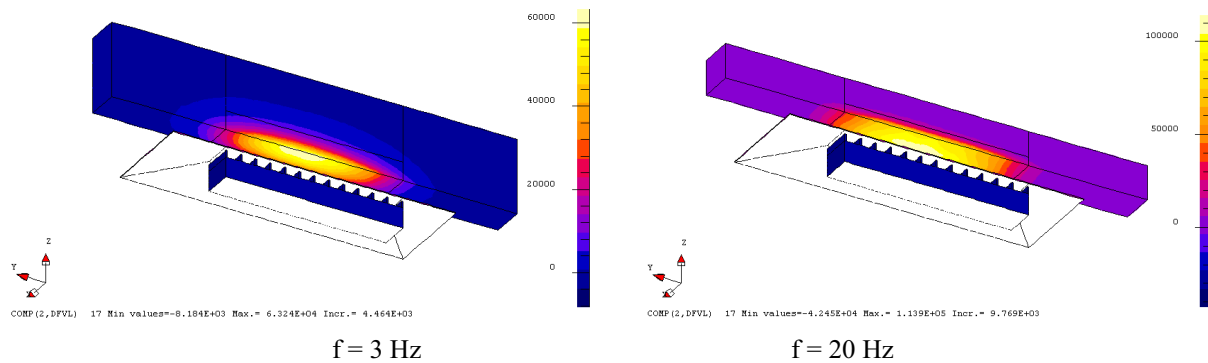 60000
40000
20000
0
Z
Y
X
COMP(2,DFVL) 17 Min values=-8.184E+03 Max.= 6.324E+04 Incr.= 4.464E+03
f = 3 Hz
100000
50000
0
Z
Y
X
COMP(2,DFVL) 17 Min values=-4.245E+04 Max.= 1.139E+05 Incr.= 9.769E+03
f = 20 Hz